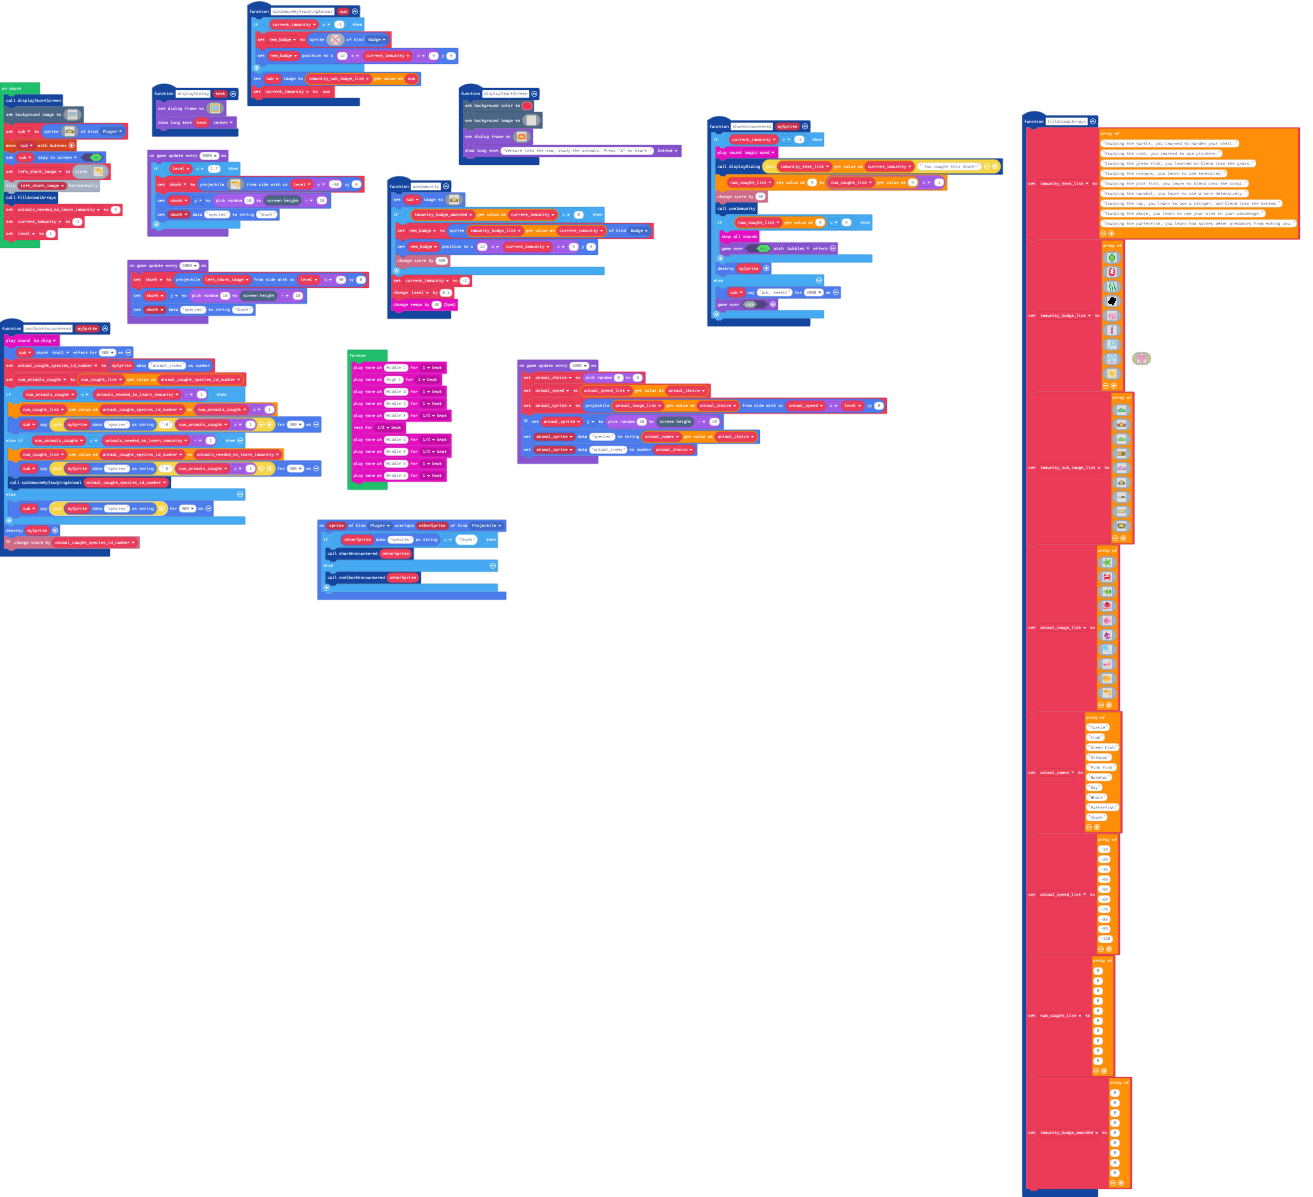 function subImmuneByStudyingAnimal num
if current_immunity > -1 then
set new_badge to sprite of kind Badge
set new_badge position to x 12 x current_immunity + y
set sub image to immunity_sub_image_list get value at num
set current_immunity to num
on start
call displayStartScreen
set background image to
set sub to sprite of kind Player
move sub with buttons
set sub stay in screen
set left_shark_image to clone
flip left_shark_image horizontally
call fillAnimalArrays
set animals_needed_to_learn_immunity to
set current_immunity to -1
set level to 1
function displayDialog text
set dialog frame to
show long text text center
function displayStartScreen
set background color to
set background image to
set dialog frame to
show long text "Venture into the sea, study the animals. Press "A" to start." bottom
on game update every 5000 ms
if level then
set shark to projectile from side with vx level x -50 vy 0
set shark y to pick random 10 to screen height - 10
set shark data "species" to string "Shark"
on game update every 5000 ms
set shark to projectile left_shark_image from side with vx level x vy 0
set shark y to pick random 10 to screen height - 10
set shark data "species" to string "Shark"
function useImmunity
set sub image to
if immunity_badge_awarded get value at current_immunity = 0 then
set new_badge to sprite immunity_badge_list get value at current_immunity of kind Badge
set new_badge position to x 12 x current_immunity + y
change score by
set current_immunity to -1
change level by 0.1
change tempo by 20 (bpm)
function sharkEncountered mySprite
if current_immunity > -1 then
play sound magic wand
call displayDialog join immunity_text_list get value at current_immunity " You caught this shark!"
num_caught_list set value at 9 to num_caught_list get value at 9 + 1
change score by 50
call useImmunity
if num_caught_list get value at 9 = then
stop all sounds
game over with bubbles effect
destroy mySprite
else
sub say "Ack, teeth!" for 2000 ms
game over
function nonSharkEncountered mySprite
play sound ba ding
sub start trail effect for 500 ms
set animal_caught_species_id_number to mySprite data "animal_index" as number
set num_animals_caught to num_caught_list get value at animal_caught_species_id_number
if num_animals_caught < animals_needed_to_learn_immunity - 1 then
num_caught_list set value at animal_caught_species_id_number to num_animals_caught + 1
sub say join mySprite data "species" as string " #" num_animals_caught + 1 for 500 ms
else if num_animals_caught = animals_needed_to_learn_immunity - 1 then
num_caught_list set value at animal_caught_species_id_number to animals_needed_to_learn_immunity
sub say join mySprite data "species" as string " #" num_animals_caught + 1 for 500 ms
call subImmuneByStudyingAnimal animal_caught_species_id_number
else
sub say join mySprite data "species" as string for 500 ms
destroy mySprite
change score by animal_caught_species_id_number
forever
play tone at Middle C for 1 beat
play tone at for 1 beat
play tone at Middle for 1 beat
play tone at Middle for 1 beat
play tone at Middle for 1/2 beat
rest for 1/2 beat
play tone at Middle for 1/2 beat
play tone at Middle for 1/2 beat
play tone at Middle for 1 beat
play tone at Middle for 1 beat
on game update every 1000 ms
set animal_choice to pick random 0 to 8
set animal_speed to animal_speed_list get value at animal_choice
set animal_sprite to projectile animal_image_list get value at animal_choice from side with vx animal_speed x level vy 0
set animal_sprite y to pick random 10 to screen height - 20
set animal_sprite data "species" to string animal_names get value at animal_choice
set animal_sprite data "animal_index" to number animal_choice
on sprite of kind Player overlaps otherSprite of kind Projectile
if otherSprite data "species" as string = "Shark" then
call sharkEncountered otherSprite
else
call nonSharkEncountered otherSprite
function fillAnimalArrays
set immunity_text_list to array of
"Studying the turtle, you learned to harden your shell."
"Studying the crab, you learned to use pinchers."
"Studying the green fish, you learned to blend into the grass."
"Studying the octopus, you learn to use tentacles."
"Studying the pink fish, you learn to blend into the coral."
"Studying the narwhal, you learn to use a horn defensively."
"Studying the ray, you learn to use a stinger, and blend into the bottom."
"Studying the whale, you learn to use your size to your advantage."
"Studying the pufferfish, you learn how spikes deter predators from eating you."
set immunity_badge_list to array of
set immunity_sub_image_list to array of
set animal_image_list to array of
set animal_names to array of
"Turtle"
"Crab"
"Green Fish"
"Octopus"
"Pink Fish"
"Narwhal"
"Ray"
"Whale"
"Pufferfish"
"Shark"
set animal_speed_list to array of
-10
-20
-30
-40
-50
-60
-70
-80
-90
-110
set num_caught_list to array of
0
0
0
0
0
0
0
0
0
0
set immunity_badge_awarded to array of
0
0
0
0
0
0
0
0
0